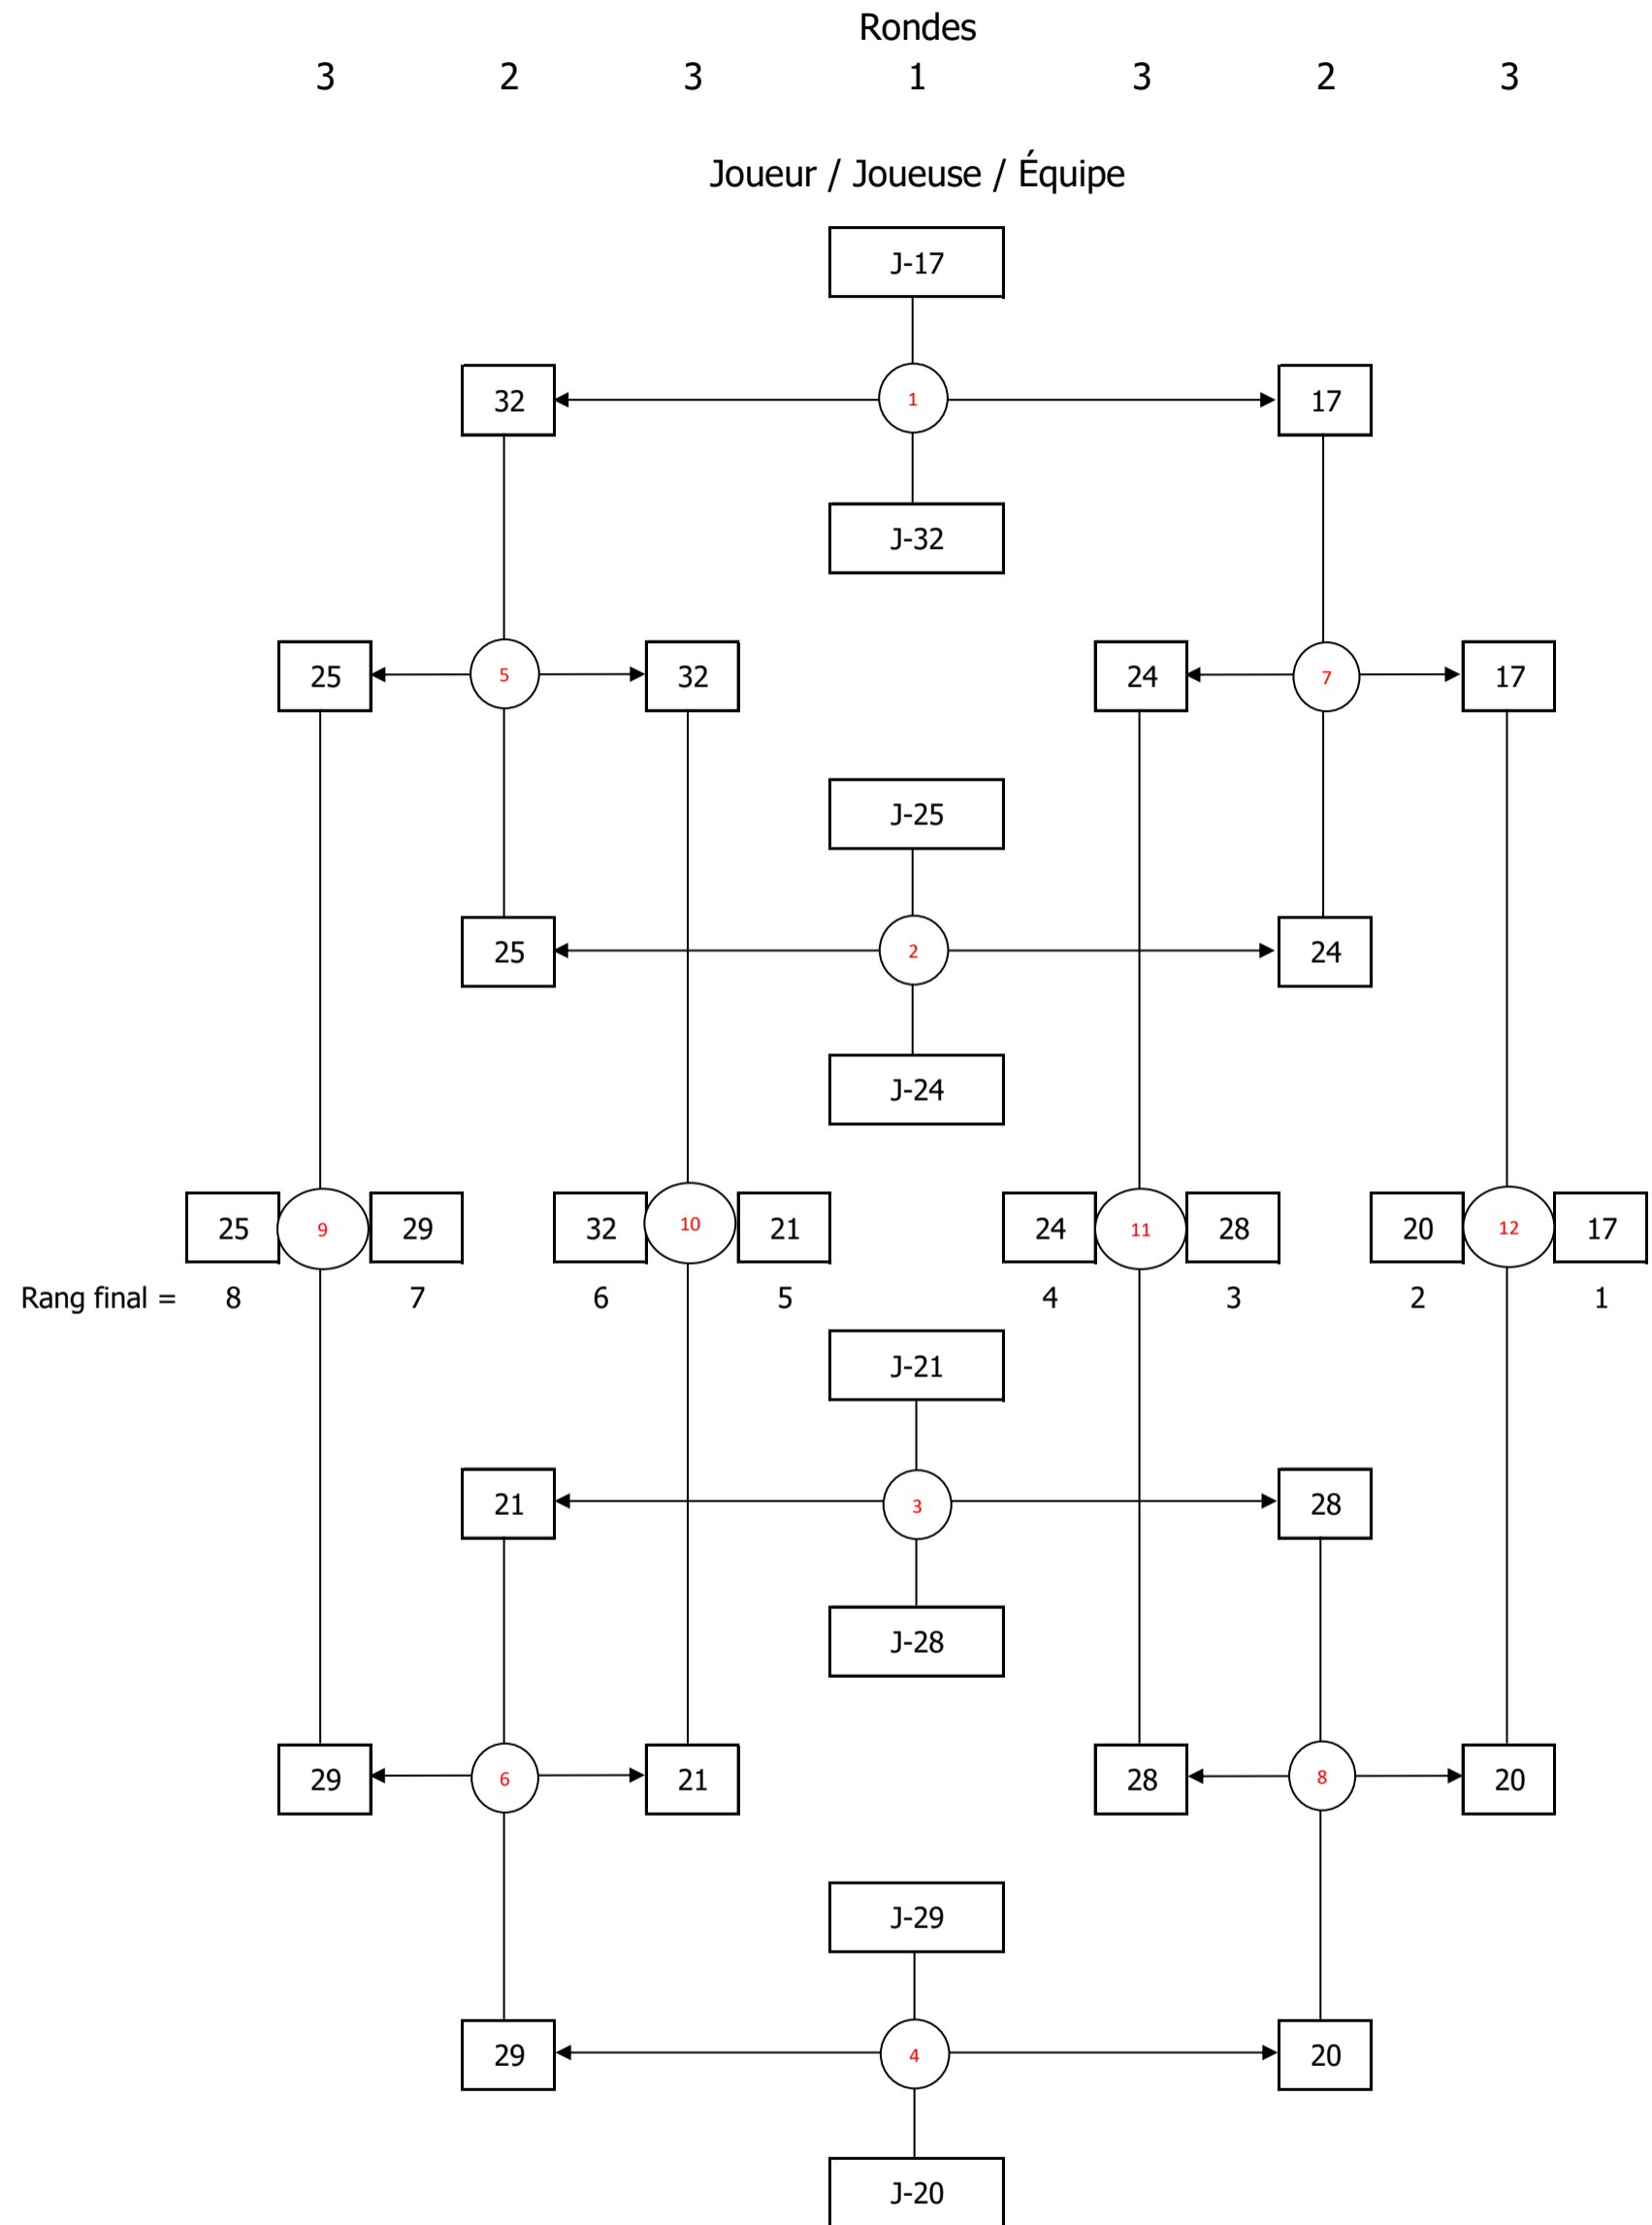 Rondes
3 2 3 1 3 2 3
Joueur / Joueuse / Équipe
J-17
32 1 17
J-32
25 5 32 24 7 17
J-25
25 2 24
J-24
25 9 29 32 10 21 24 11 28 20 12 17
Rang final = 8 7 6 5 4 3 2 1
J-21
21 3 28
J-28
29 6 21 28 8 20
J-29
29 4 20
J-20